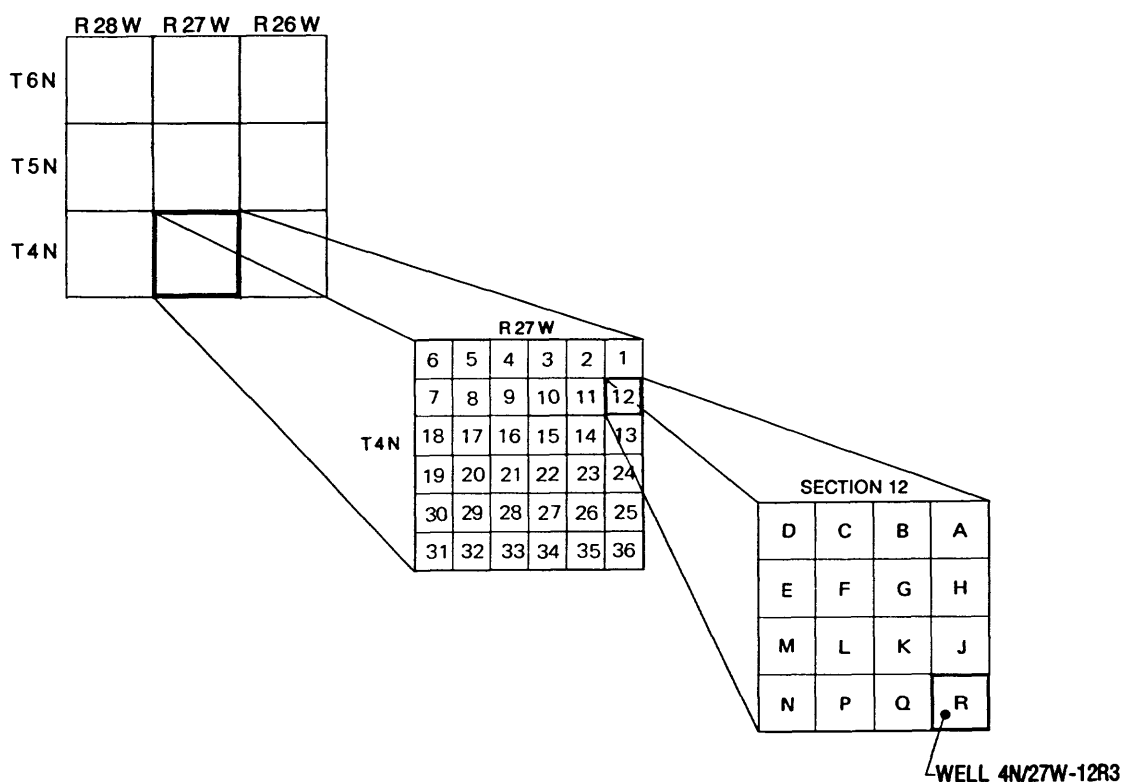 R 28 W R 27 W R 26 W
T 6 N
T 5 N
T 4 N
R 27 W
6 5 4 3 2 1
7 8 9 10 11 12
T 4 N
18 17 16 15 14 13
19 20 21 22 23 24
30 29 28 27 26 25
31 32 33 34 35 36
SECTION 12
D C B A
E F G H
M L K J
N P Q R
WELL 4N/27W-12R3